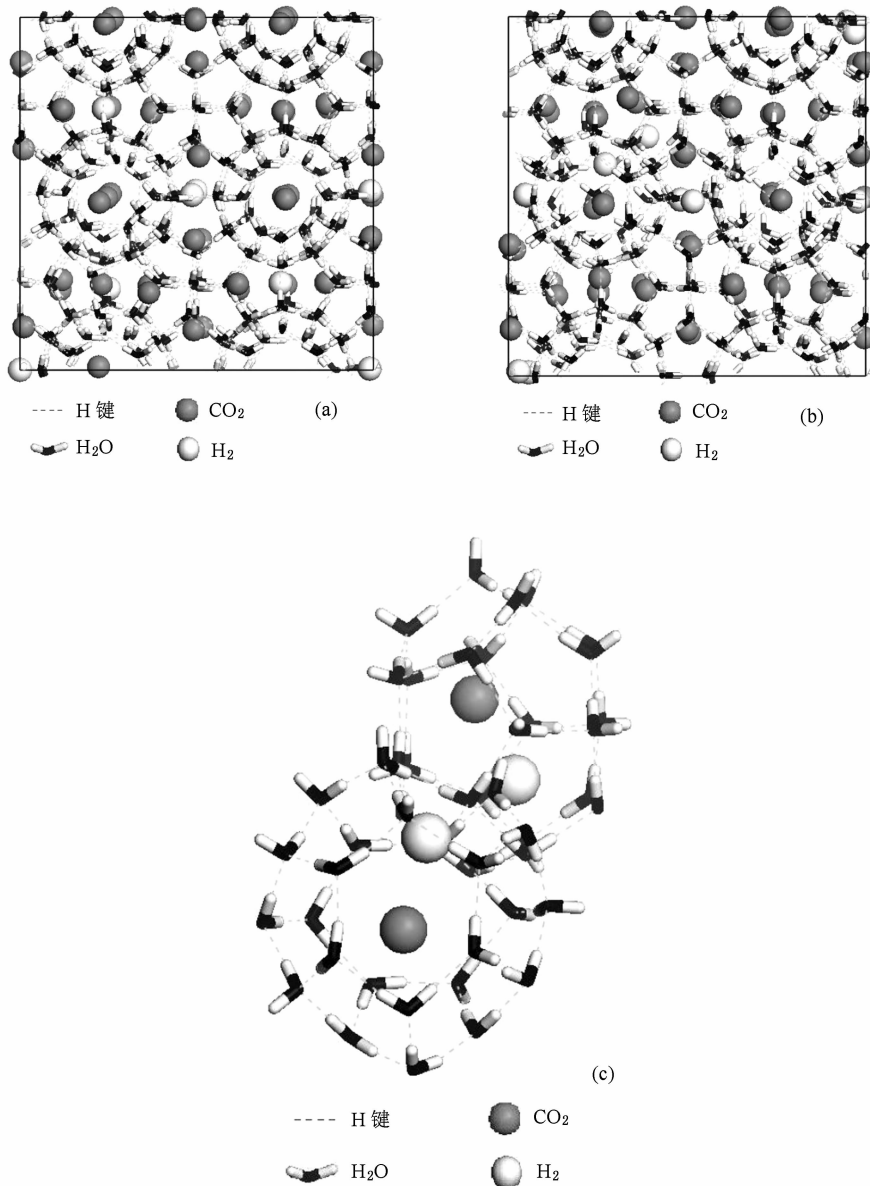 H 键 CO₂ (a)
H₂O H₂
H 键 CO₂ (b)
H₂O H₂
(c)
H 键 CO₂
H₂O H₂